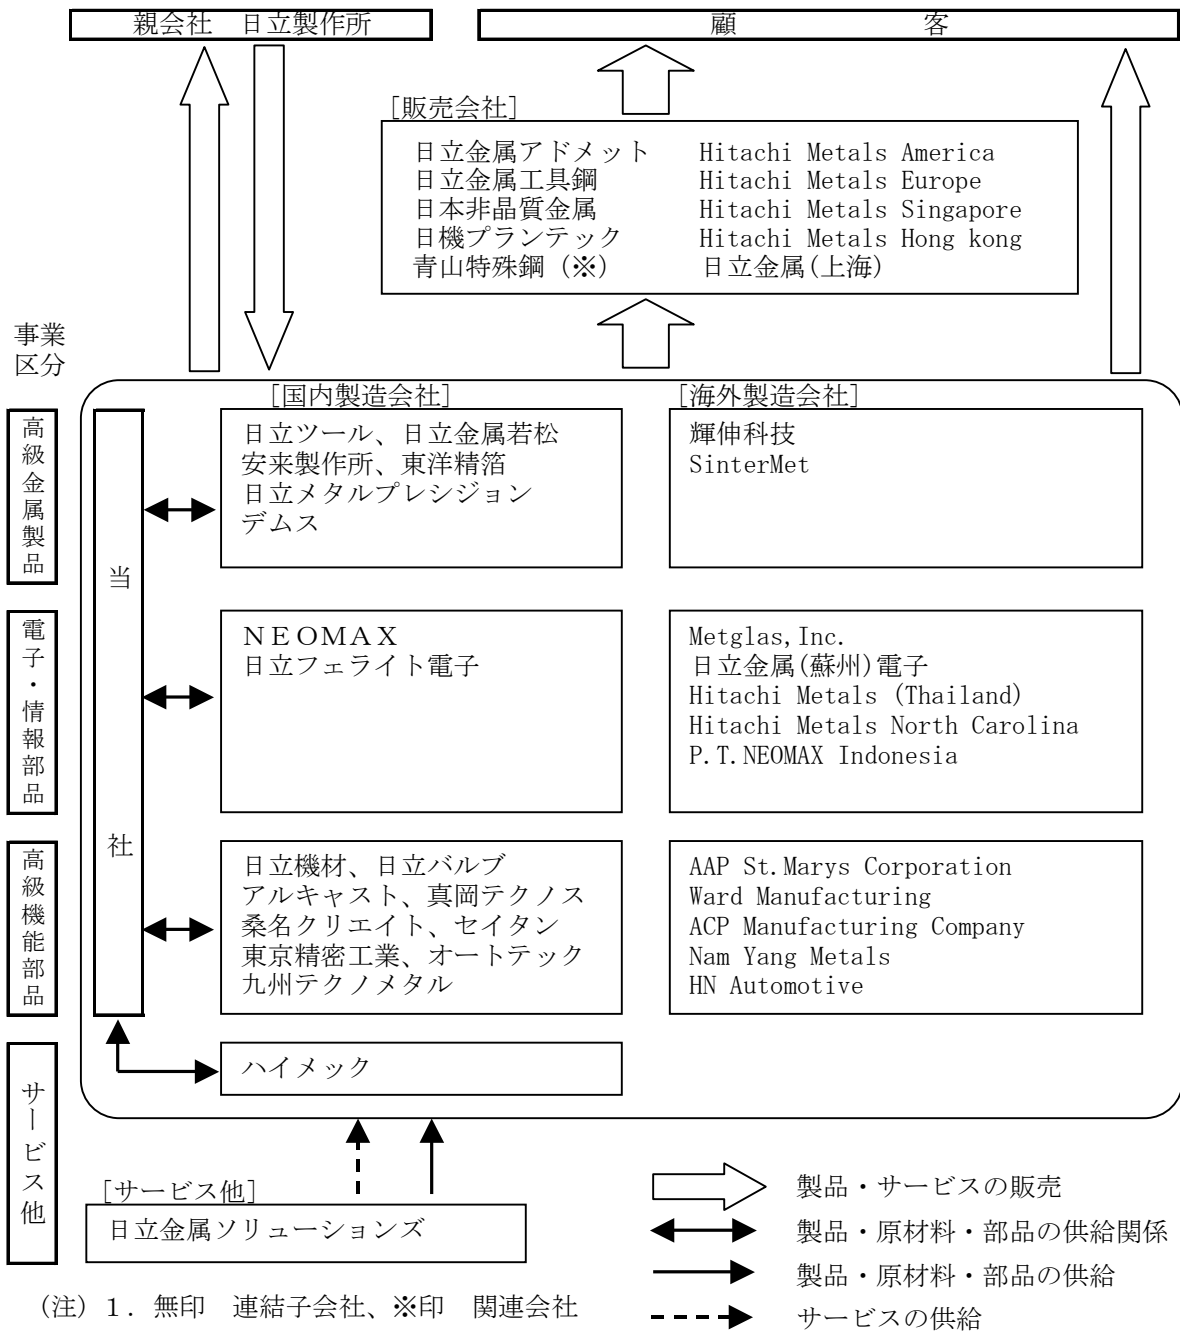 親会社　日立製作所
顧　　　　客
[販売会社]
日立金属アドメット
日立金属工具鋼
日本非晶質金属
日機プランテック
青山特殊鋼（※）
Hitachi Metals America
Hitachi Metals Europe
Hitachi Metals Singapore
Hitachi Metals Hong kong
日立金属(上海)
事業
区分
[国内製造会社]
[海外製造会社]
高級金属製品
当社
日立ツール、日立金属若松
安来製作所、東洋精箔
日立メタルプレシジョン
デムス
輝伸科技
SinterMet
電子・情報部品
ＮＥＯＭＡＸ
日立フェライト電子
Metglas,Inc.
日立金属(蘇州)電子
Hitachi Metals (Thailand)
Hitachi Metals North Carolina
P.T.NEOMAX Indonesia
高級機能部品
日立機材、日立バルブ
アルキャスト、真岡テクノス
桑名クリエイト、セイタン
東京精密工業、オートテック
九州テクノメタル
AAP St.Marys Corporation
Ward Manufacturing
ACP Manufacturing Company
Nam Yang Metals
HN Automotive
サービス他
ハイメック
[サービス他]
日立金属ソリューションズ
製品・サービスの販売
製品・原材料・部品の供給関係
製品・原材料・部品の供給
サービスの供給
（注）１．無印　連結子会社、※印　関連会社